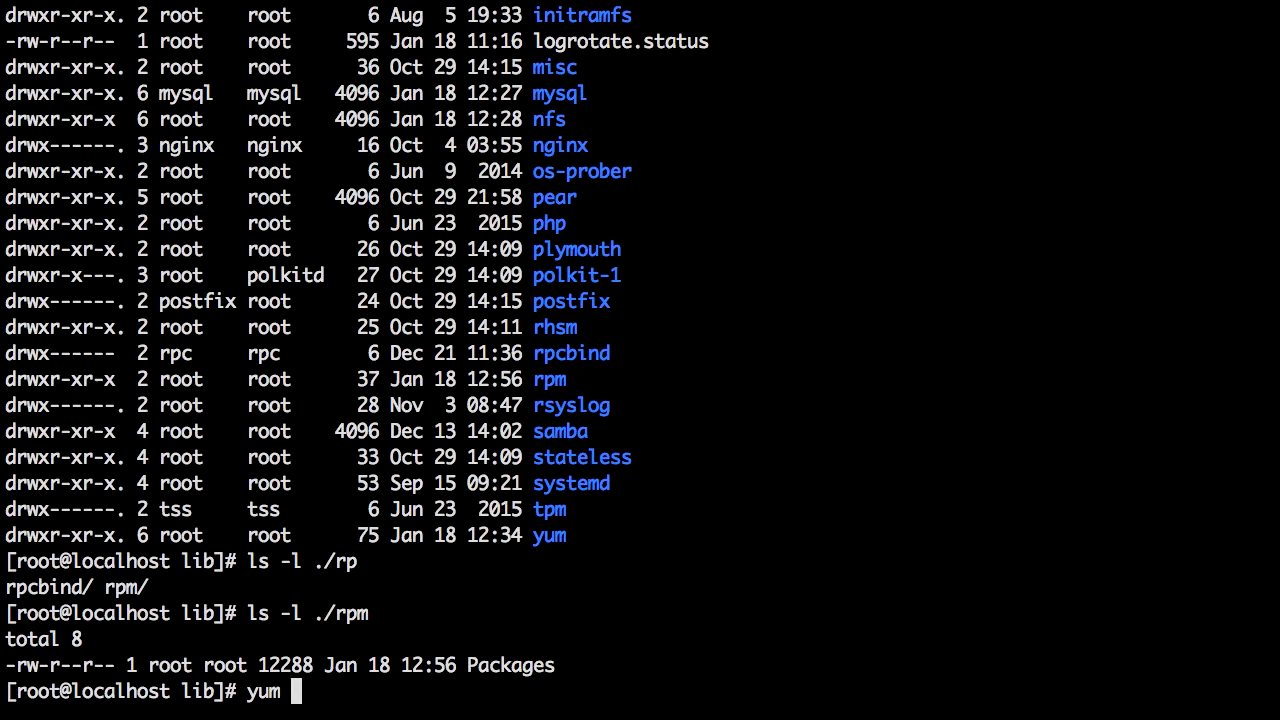 drwxr-xr-x. 2 root    root       6 Aug  5 19:33 initramfs
-rw-r--r--  1 root    root     595 Jan 18 11:16 logrotate.status
drwxr-xr-x. 2 root    root      36 Oct 29 14:15 misc
drwxr-xr-x. 6 mysql   mysql   4096 Jan 18 12:27 mysql
drwxr-xr-x  6 root    root    4096 Jan 18 12:28 nfs
drwx------. 3 nginx   nginx     16 Oct  4 03:55 nginx
drwxr-xr-x. 2 root    root       6 Jun  9  2014 os-prober
drwxr-xr-x. 5 root    root    4096 Oct 29 21:58 pear
drwxr-xr-x. 2 root    root       6 Jun 23  2015 php
drwxr-xr-x. 2 root    root      26 Oct 29 14:09 plymouth
drwxr-x---. 3 root    polkitd   27 Oct 29 14:09 polkit-1
drwx------. 2 postfix root      24 Oct 29 14:15 postfix
drwxr-xr-x. 2 root    root      25 Oct 29 14:11 rhsm
drwx------  2 rpc     rpc        6 Dec 21 11:36 rpcbind
drwxr-xr-x  2 root    root      37 Jan 18 12:56 rpm
drwx------. 2 root    root      28 Nov  3 08:47 rsyslog
drwxr-xr-x  4 root    root    4096 Dec 13 14:02 samba
drwxr-xr-x. 4 root    root      33 Oct 29 14:09 stateless
drwxr-xr-x. 4 root    root      53 Sep 15 09:21 systemd
drwx------. 2 tss     tss        6 Jun 23  2015 tpm
drwxr-xr-x. 6 root    root      75 Jan 18 12:34 yum
[root@localhost lib]# ls -l ./rp
rpcbind/ rpm/
[root@localhost lib]# ls -l ./rpm
total 8
-rw-r--r-- 1 root root 12288 Jan 18 12:56 Packages
[root@localhost lib]# yum